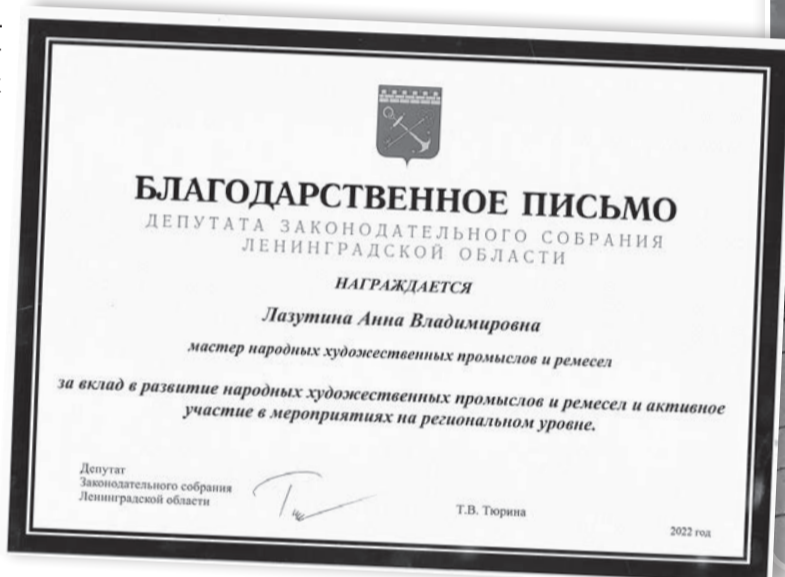 БЛАГОДАРСТВЕННОЕ ПИСЬМО
ДЕПУТАТА ЗАКОНОДАТЕЛЬНОГО СОБРАНИЯ
ЛЕНИНГРАДСКОЙ ОБЛАСТИ
НАГРАЖДАЕТСЯ
Лазутина Анна Владимировна
мастер народных художественных промыслов и ремесел
за вклад в развитие народных художественных промыслов и ремесел и активное
участие в мероприятиях на региональном уровне.
Депутат
Законодательного собрания
Ленинградской области
Т.В. Тюрина
2022 год